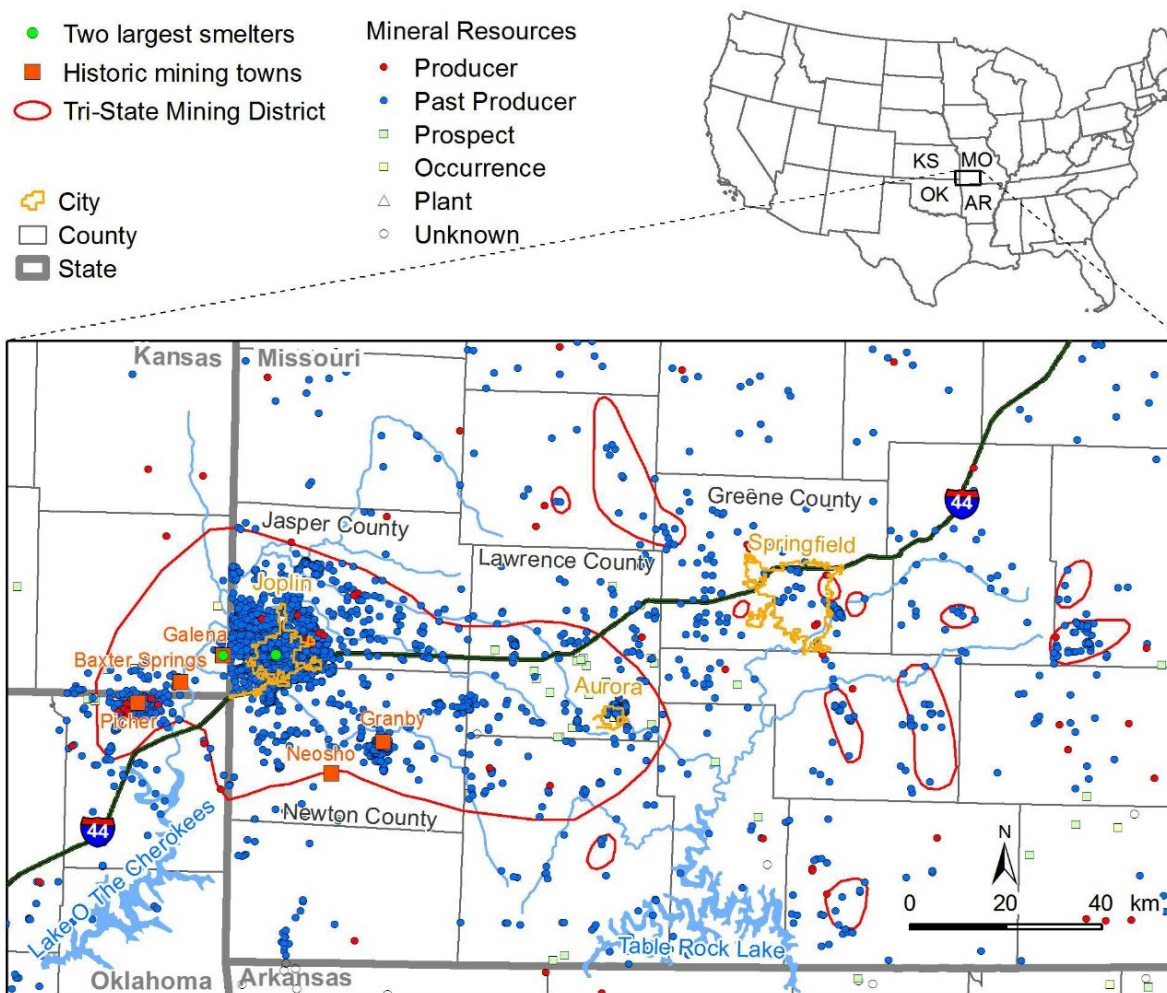 Two largest smelters
Historic mining towns
Tri-State Mining District
City
County
State
Mineral Resources
Producer
Past Producer
Prospect
Occurrence
Plant
Unknown
KS
MO
OK
AR
Kansas
Missouri
Jasper County
Greene County
44
Springfield
Lawrence County
Joplin
Galena
Baxter Springs
Aurora
Picher
Granby
Neosho
Newton County
44
Lake O The Cherokees
N
0 20 40 km
Table Rock Lake
Oklahoma
Arkansas